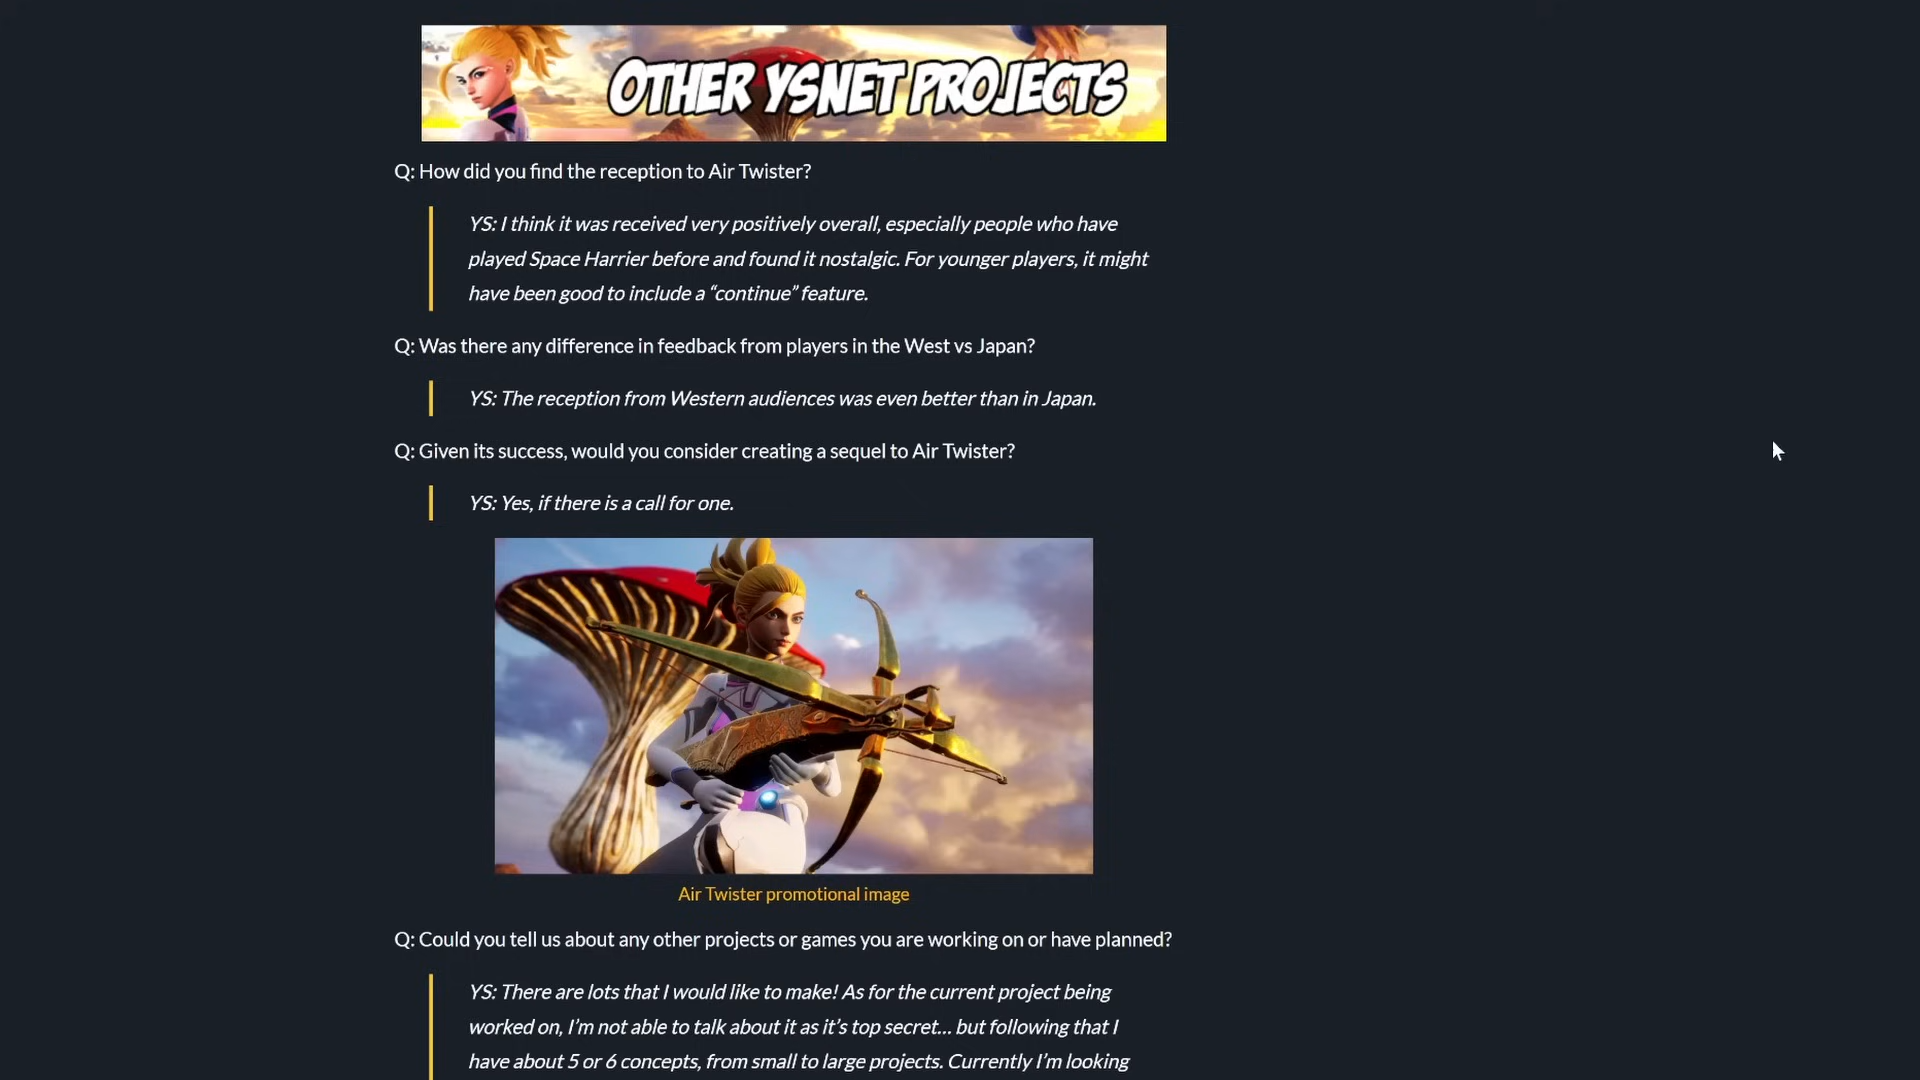 OTHER YSNET PROJECTS
Q: How did you find the reception to Air Twister?
YS: I think it was received very positively overall, especially people who have
played Space Harrier before and found it nostalgic. For younger players, it might
have been good to include a “continue” feature.
Q: Was there any difference in feedback from players in the West vs Japan?
YS: The reception from Western audiences was even better than in Japan.
Q: Given its success, would you consider creating a sequel to Air Twister?
YS: Yes, if there is a call for one.
Air Twister promotional image
Q: Could you tell us about any other projects or games you are working on or have planned?
YS: There are lots that I would like to make! As for the current project being
worked on, I’m not able to talk about it as it’s top secret… but following that I
have about 5 or 6 concepts, from small to large projects. Currently I’m looking